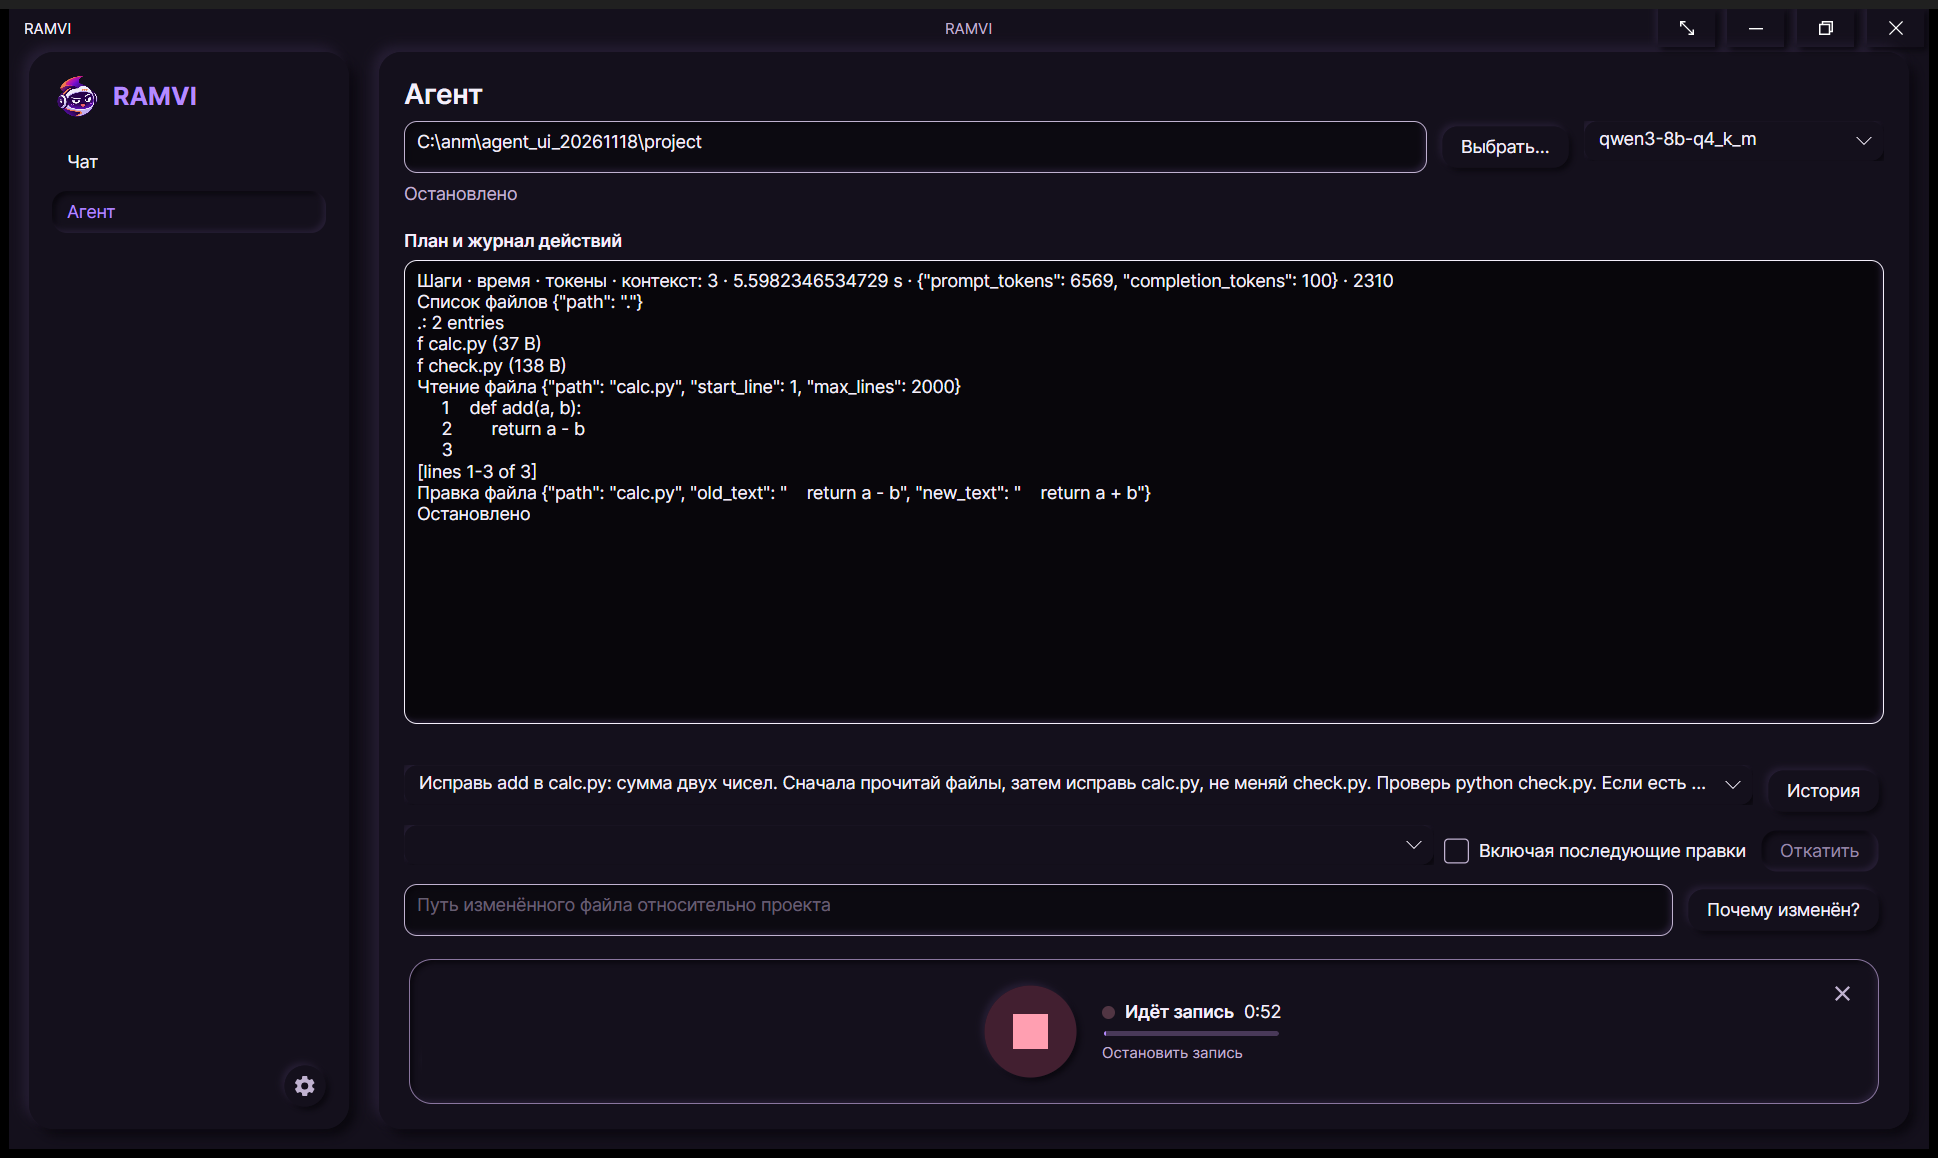 RAMVI
RAMVI
RAMVI
Чат
Агент
Агент
C:\anm\agent_ui_20261118\project
Выбрать...
qwen3-8b-q4_k_m
Остановлено
План и журнал действий
Шаги · время · токены · контекст: 3 · 5.5982346534729 s · {"prompt_tokens": 6569, "completion_tokens": 100} · 2310
Список файлов {"path": "."}
.: 2 entries
f calc.py (37 B)
f check.py (138 B)
Чтение файла {"path": "calc.py", "start_line": 1, "max_lines": 2000}
1    def add(a, b):
2        return a - b
3
[lines 1-3 of 3]
Правка файла {"path": "calc.py", "old_text": "    return a - b", "new_text": "    return a + b"}
Остановлено
Исправь add в calc.py: сумма двух чисел. Сначала прочитай файлы, затем исправь calc.py, не меняй check.py. Проверь python check.py. Если есть ...
История
Включая последующие правки
Откатить
Путь изменённого файла относительно проекта
Почему изменён?
Идёт запись 0:52
Остановить запись